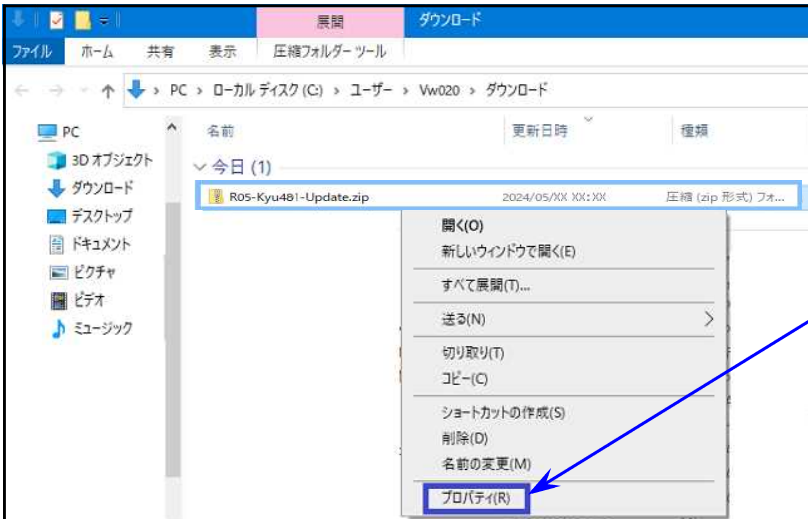 展開
ダウンロード
ファイル ホーム 共有 表示 圧縮フォルダー ツール
PC › ローカル ディスク (C:) › ユーザー › Vw020 › ダウンロード
PC
3D オブジェクト
ダウンロード
デスクトップ
ドキュメント
ピクチャ
ビデオ
ミュージック
名前 更新日時 種類
今日 (1)
R05-Kyu481-Update.zip 2024/05/XX XX:XX 圧縮 (zip 形式) フォ...
開く(O)
新しいウィンドウで開く(E)
すべて展開(T)...
送る(N)
切り取り(T)
コピー(C)
ショートカットの作成(S)
削除(D)
名前の変更(M)
プロパティ(R)